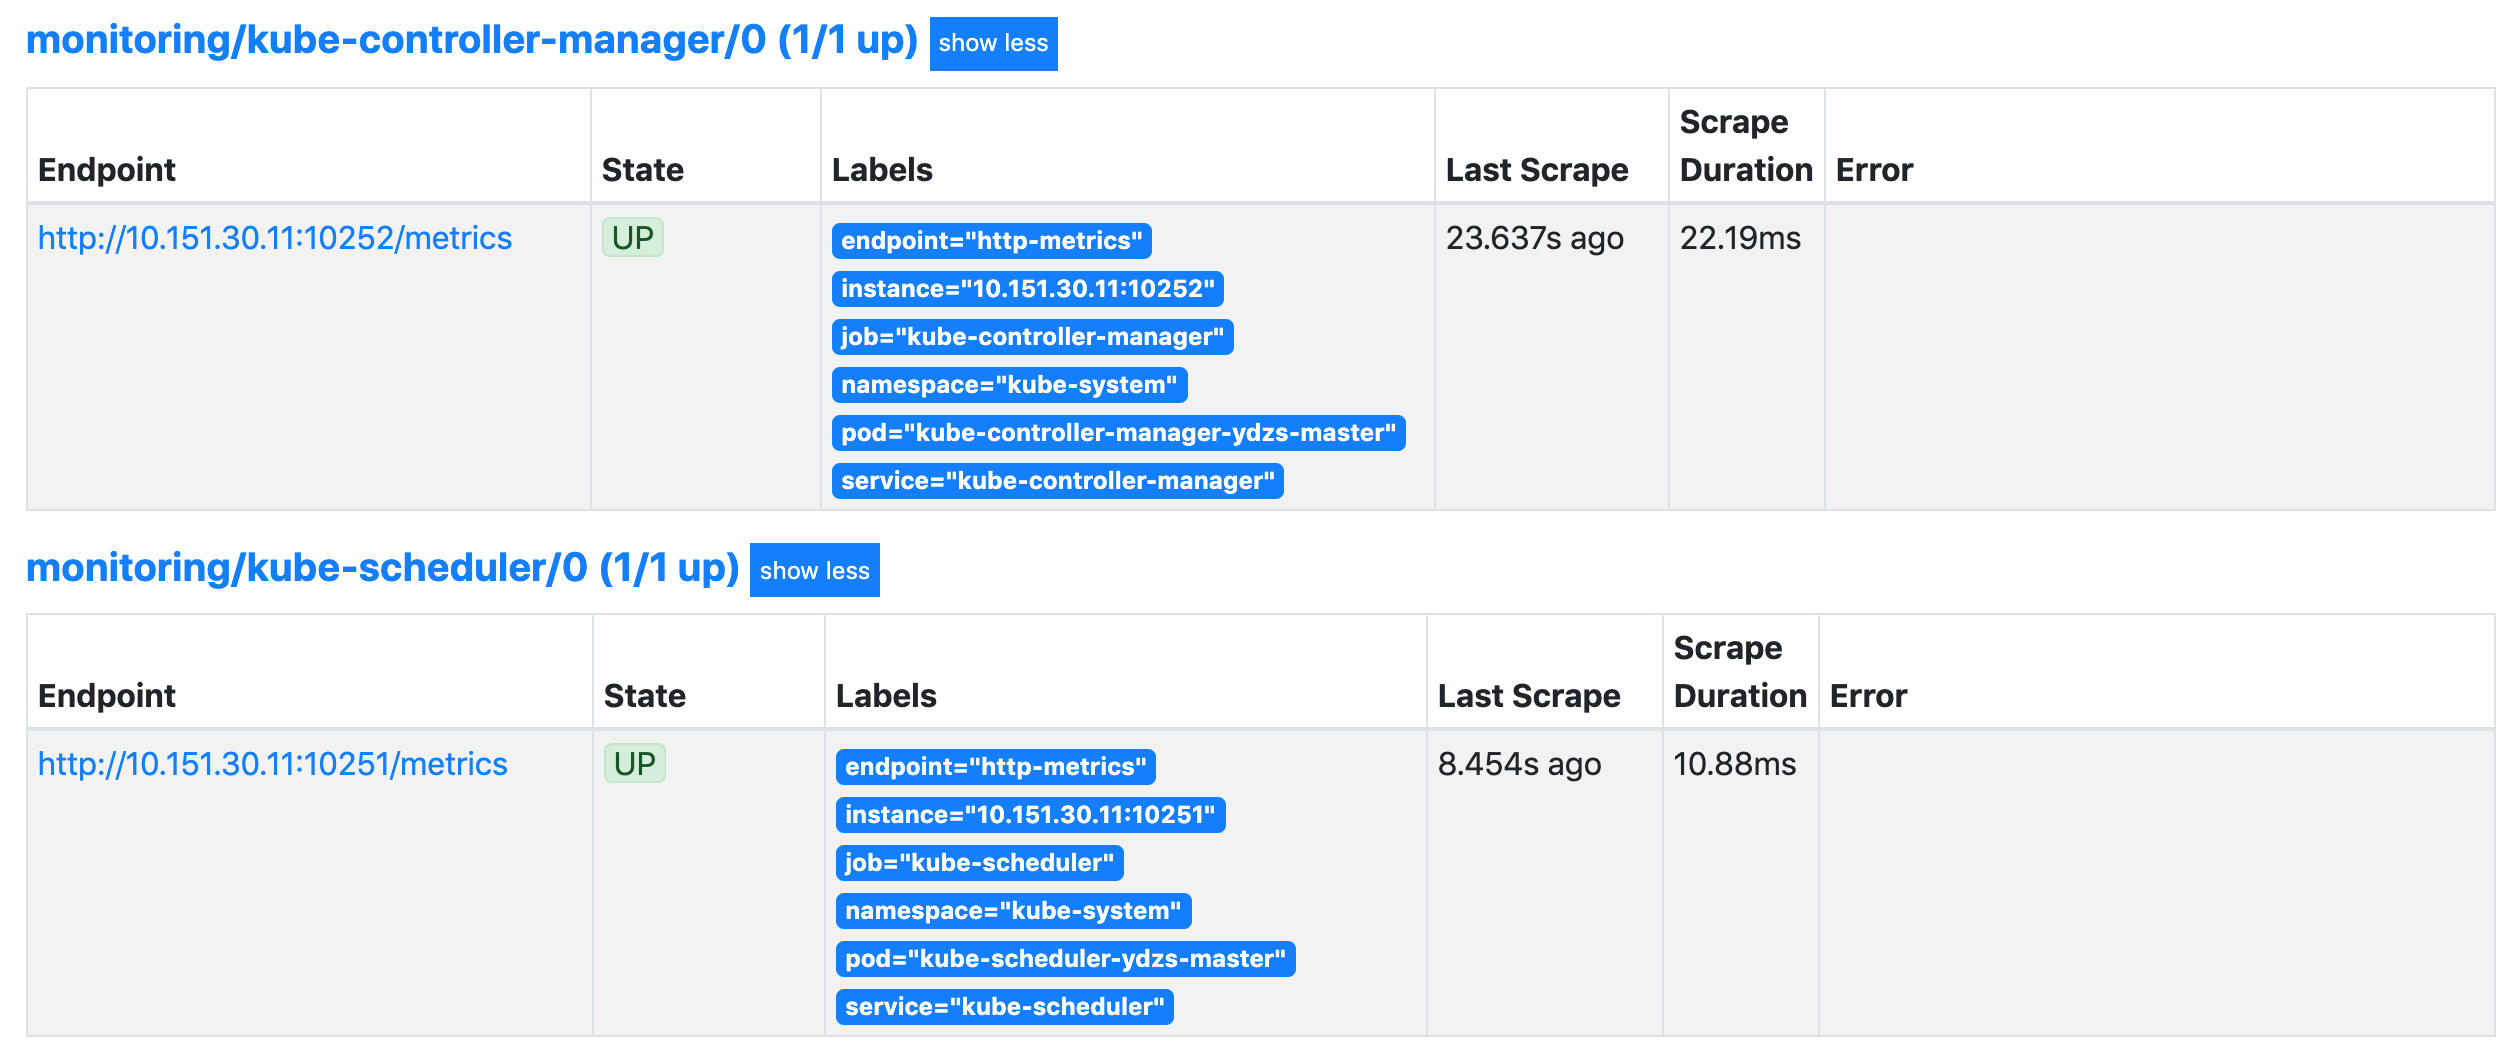 monitoring/kube-controller-manager/0 (1/1 up) show less
Endpoint State Labels Last Scrape Scrape Duration Error
http://10.151.30.11:10252/metrics UP endpoint="http-metrics" 23.637s ago 22.19ms
instance="10.151.30.11:10252"
job="kube-controller-manager"
namespace="kube-system"
pod="kube-controller-manager-ydzs-master"
service="kube-controller-manager"
monitoring/kube-scheduler/0 (1/1 up) show less
Endpoint State Labels Last Scrape Scrape Duration Error
http://10.151.30.11:10251/metrics UP endpoint="http-metrics" 8.454s ago 10.88ms
instance="10.151.30.11:10251"
job="kube-scheduler"
namespace="kube-system"
pod="kube-scheduler-ydzs-master"
service="kube-scheduler"